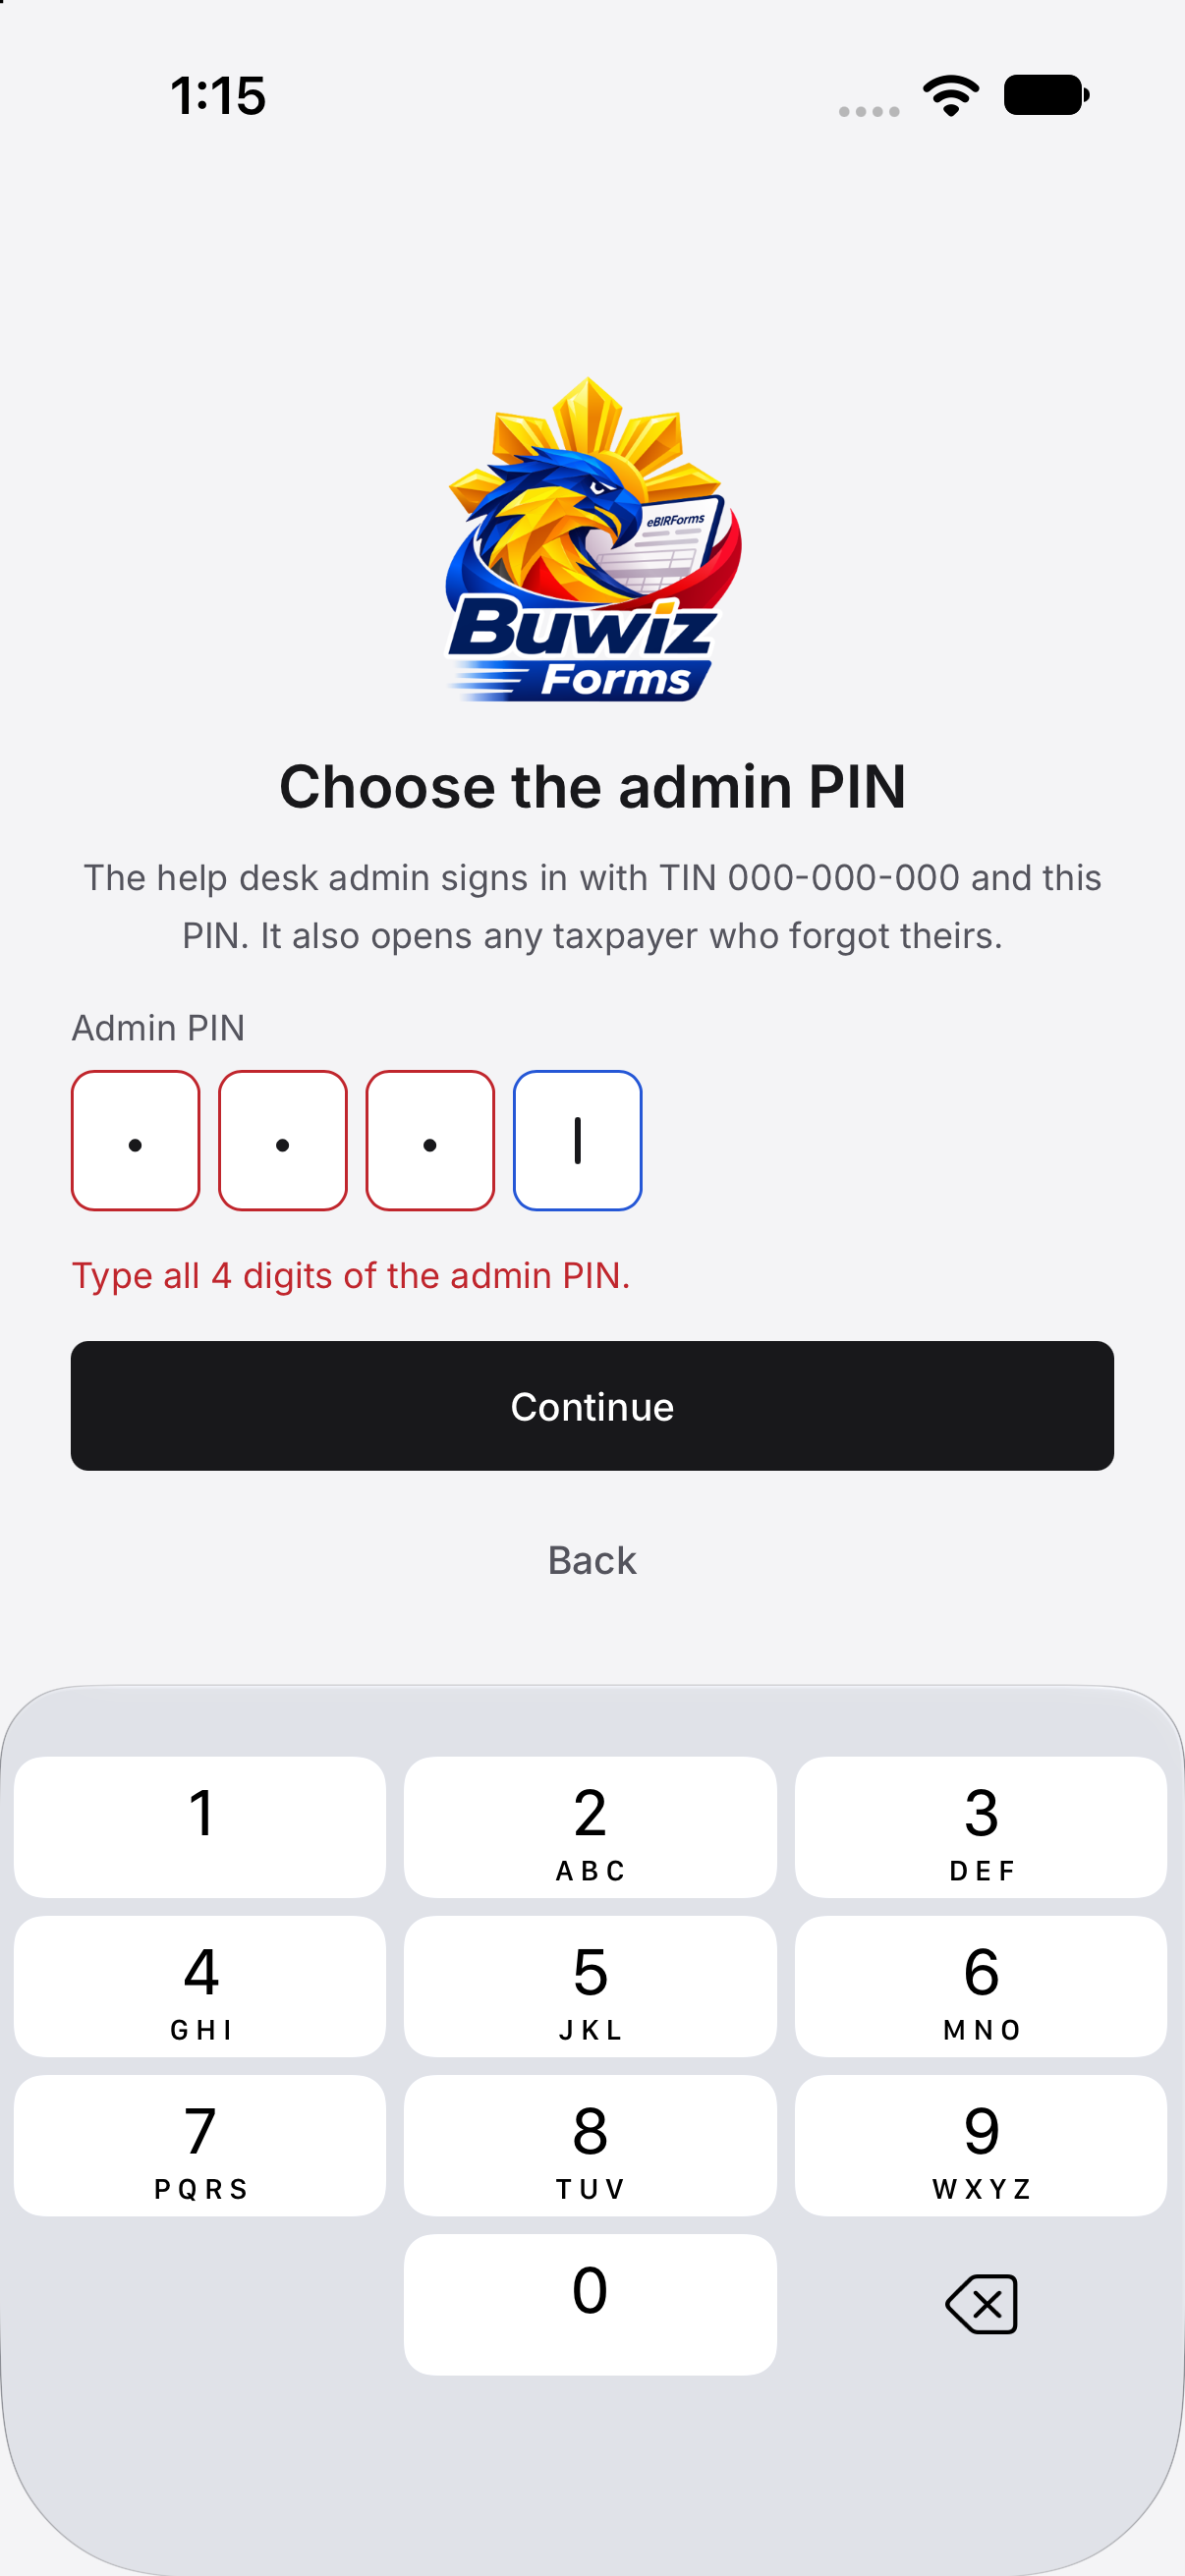 1:15
eBIRForms
Buwiz
Forms
Choose the admin PIN
The help desk admin signs in with TIN 000-000-000 and this
PIN. It also opens any taxpayer who forgot theirs.
Admin PIN
Type all 4 digits of the admin PIN.
Continue
Back
1
2
ABC
3
DEF
4
GHI
5
JKL
6
MNO
7
PQRS
8
TUV
9
WXYZ
0